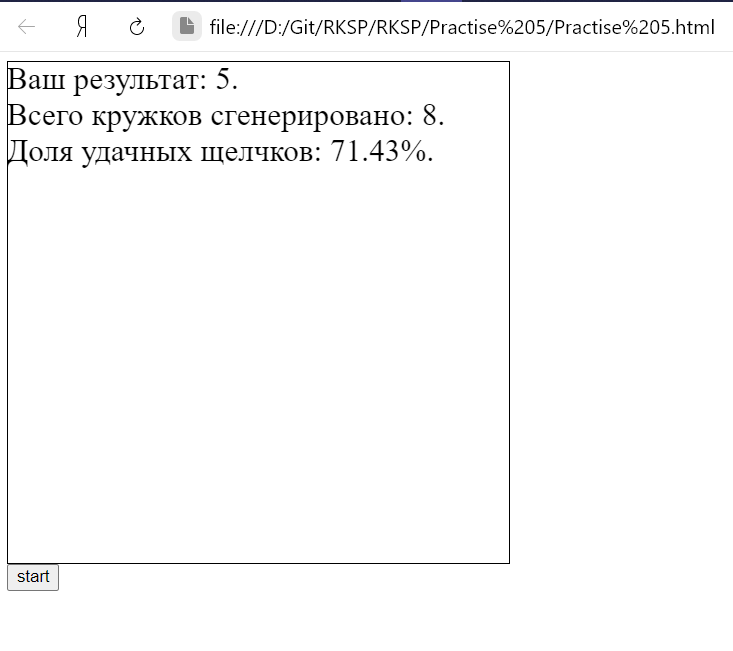 Я file:///D:/Git/RKSP/RKSP/Practise%205/Practise%205.html
Ваш результат: 5.
Всего кружков сгенерировано: 8.
Доля удачных щелчков: 71.43%.
start